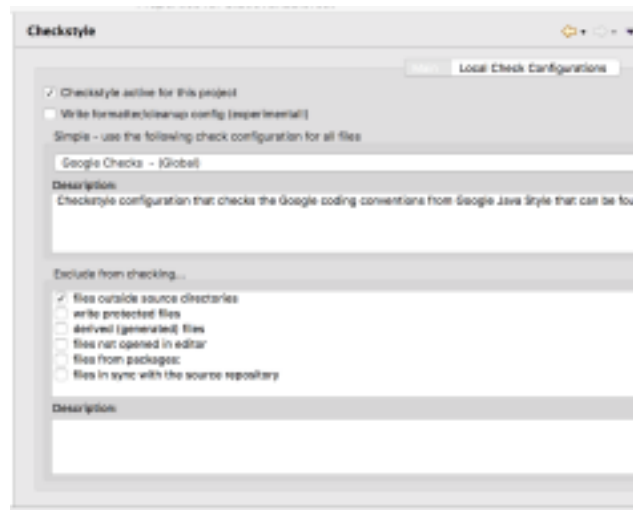 Checkstyle
Main
Local Check Configurations
Checkstyle active for this project
Write formatter/cleanup config (experimental!)
Simple - use the following check configuration for all files
Google Checks - (Global)
Description
Checkstyle configuration that checks the Google coding conventions from Google Java Style that can be fou
Exclude from checking...
files outside source directories
write protected files
derived (generated) files
files not opened in editor
files from packages:
files in sync with the source repository
Description